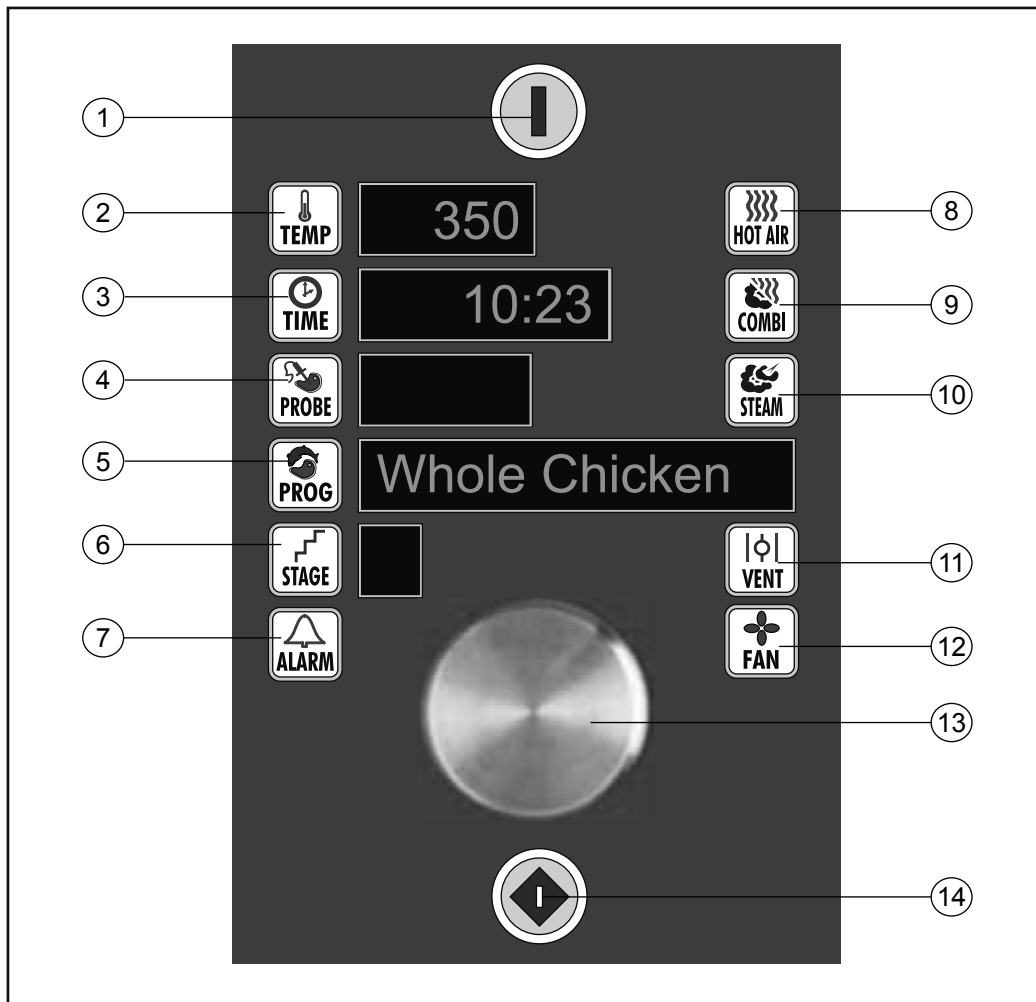 1
2
TEMP
350
8
HOT AIR
3
TIME
10:23
9
COMBI
4
PROBE
10
STEAM
5
PROG
Whole Chicken
6
STAGE
11
VENT
7
ALARM
12
FAN
13
14